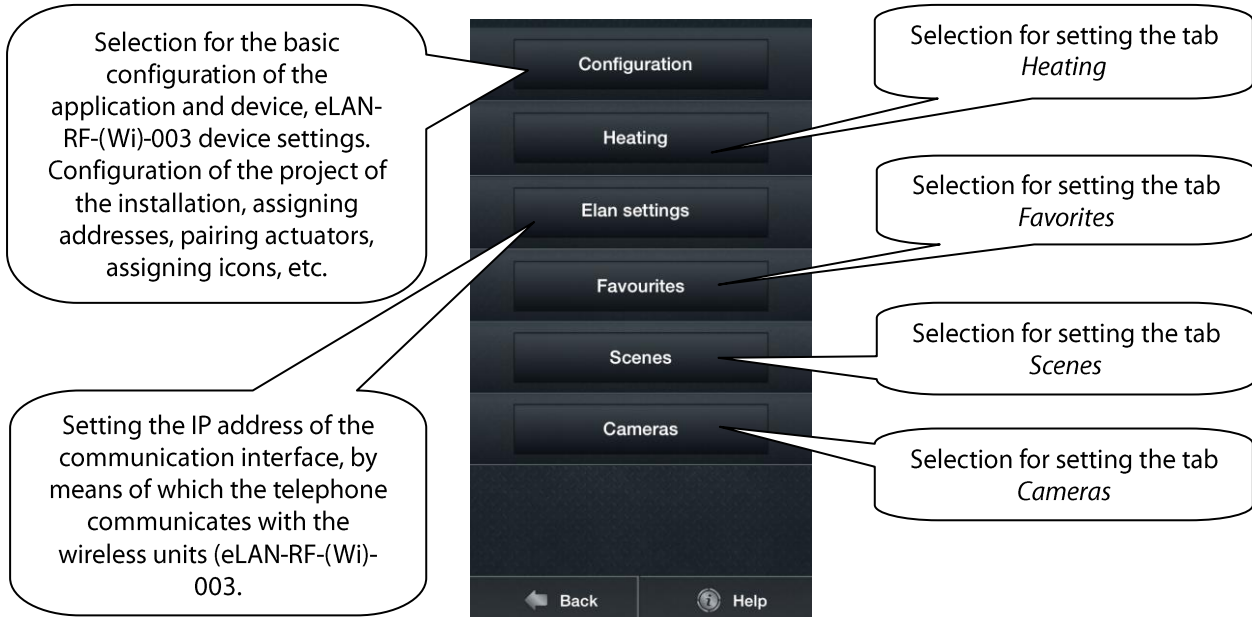 Selection for the basic
configuration of the
application and device, eLAN-
RF-(Wi)-003 device settings.
Configuration of the project of
the installation, assigning
addresses, pairing actuators,
assigning icons, etc.
Setting the IP address of the
communication interface, by
means of which the telephone
communicates with the
wireless units (eLAN-RF-(Wi)-
003.
Configuration
Heating
Elan settings
Favourites
Scenes
Cameras
Back
Help
Selection for setting the tab
Heating
Selection for setting the tab
Favorites
Selection for setting the tab
Scenes
Selection for setting the tab
Cameras